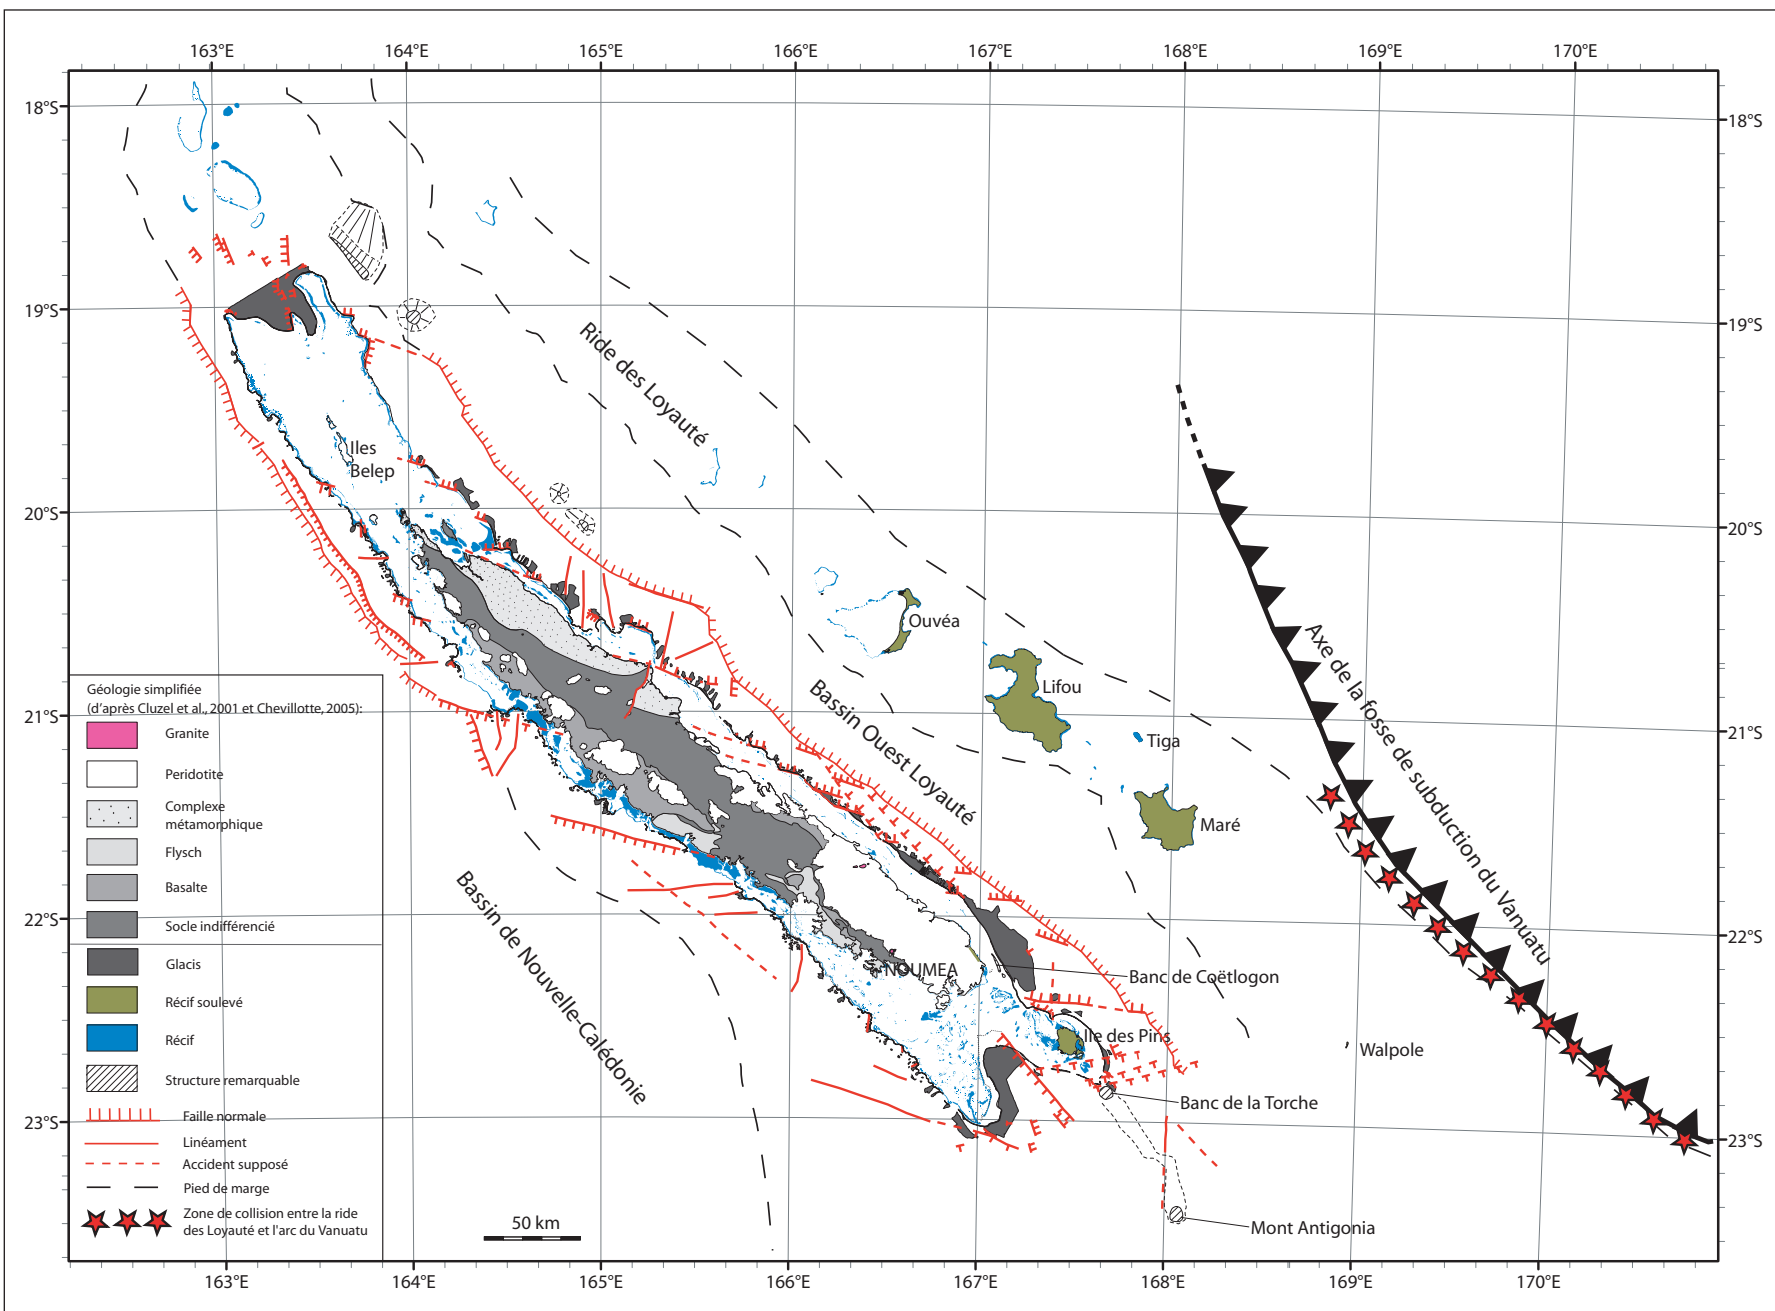 163°E 164°E 165°E 166°E 167°E 168°E 169°E 170°E
18°S 18°S
19°S 19°S
Ride des Loyauté
Iles
Belep
20°S 20°S
Ouvéa
Axe de la fosse de subduction du Vanuatu
Lifou
Bassin Ouest Loyauté
21°S 21°S
Tiga
Maré
Bassin de Nouvelle-Calédonie
22°S 22°S
NOUMEA
Banc de Coëtlogon
Ile des Pins
Walpole
Banc de la Torche
23°S 23°S
Mont Antigonia
50 km
Géologie simplifiée
(d'après Cluzel et al., 2001 et Chevillotte, 2005):
Granite
Peridotite
Complexe
métamorphique
Flysch
Basalte
Socle indifférencié
Glacis
Récif soulevé
Récif
Structure remarquable
Faille normale
Linéament
Accident supposé
Pied de marge
Zone de collision entre la ride
des Loyauté et l'arc du Vanuatu
163°E 164°E 165°E 166°E 167°E 168°E 169°E 170°E